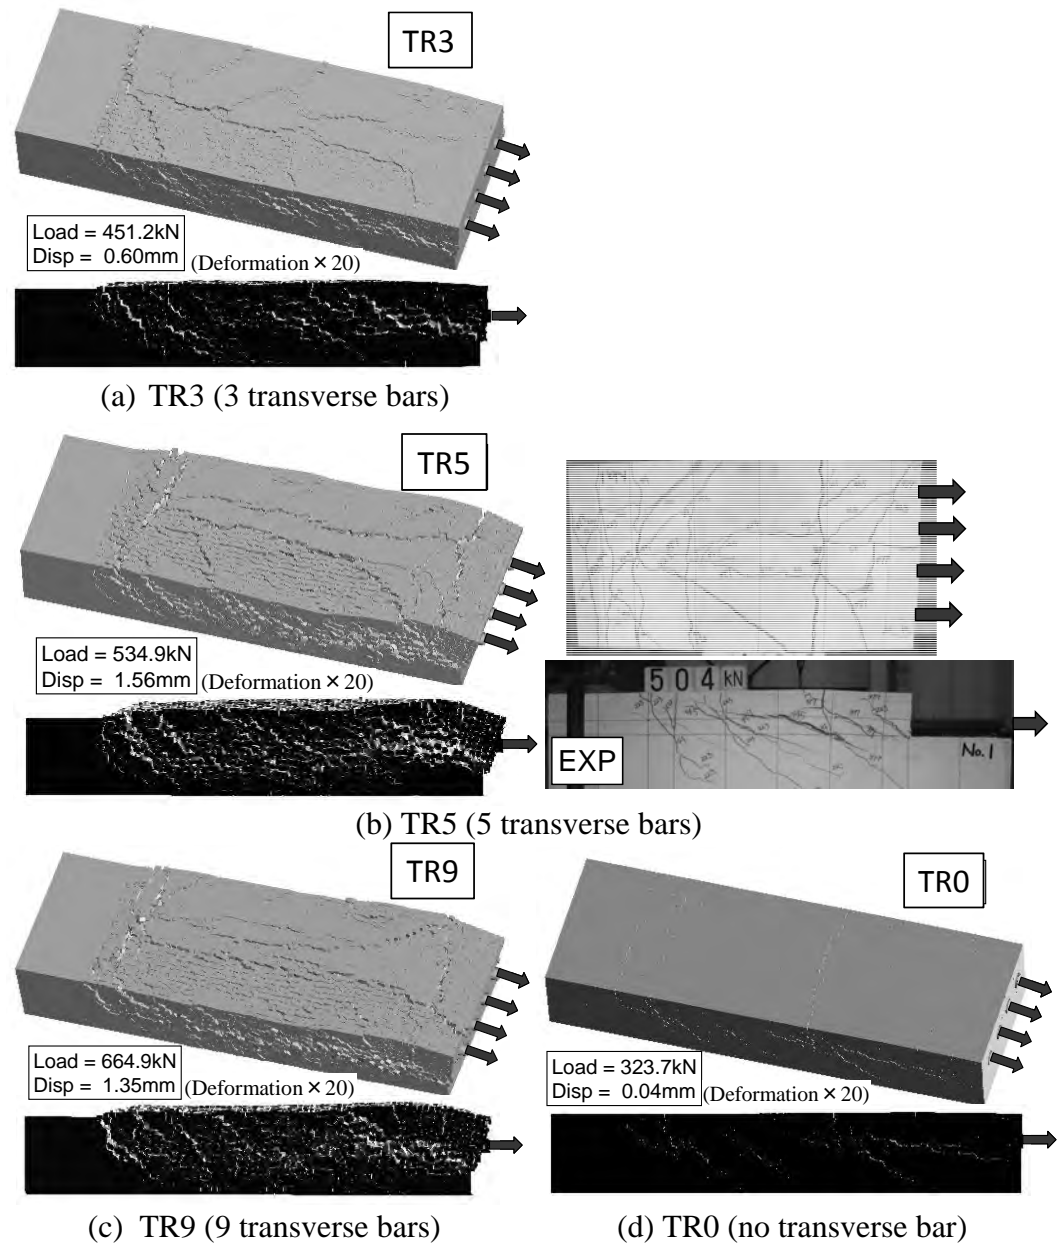 TR3
Load = 451.2kN
Disp = 0.60mm
(Deformation × 20)
(a) TR3 (3 transverse bars)
TR5
Load = 534.9kN
Disp = 1.56mm
(Deformation × 20)
504 kN
EXP
No.1
(b) TR5 (5 transverse bars)
TR9
Load = 664.9kN
Disp = 1.35mm
(Deformation × 20)
(c) TR9 (9 transverse bars)
TR0
Load = 323.7kN
Disp = 0.04mm
(Deformation × 20)
(d) TR0 (no transverse bar)